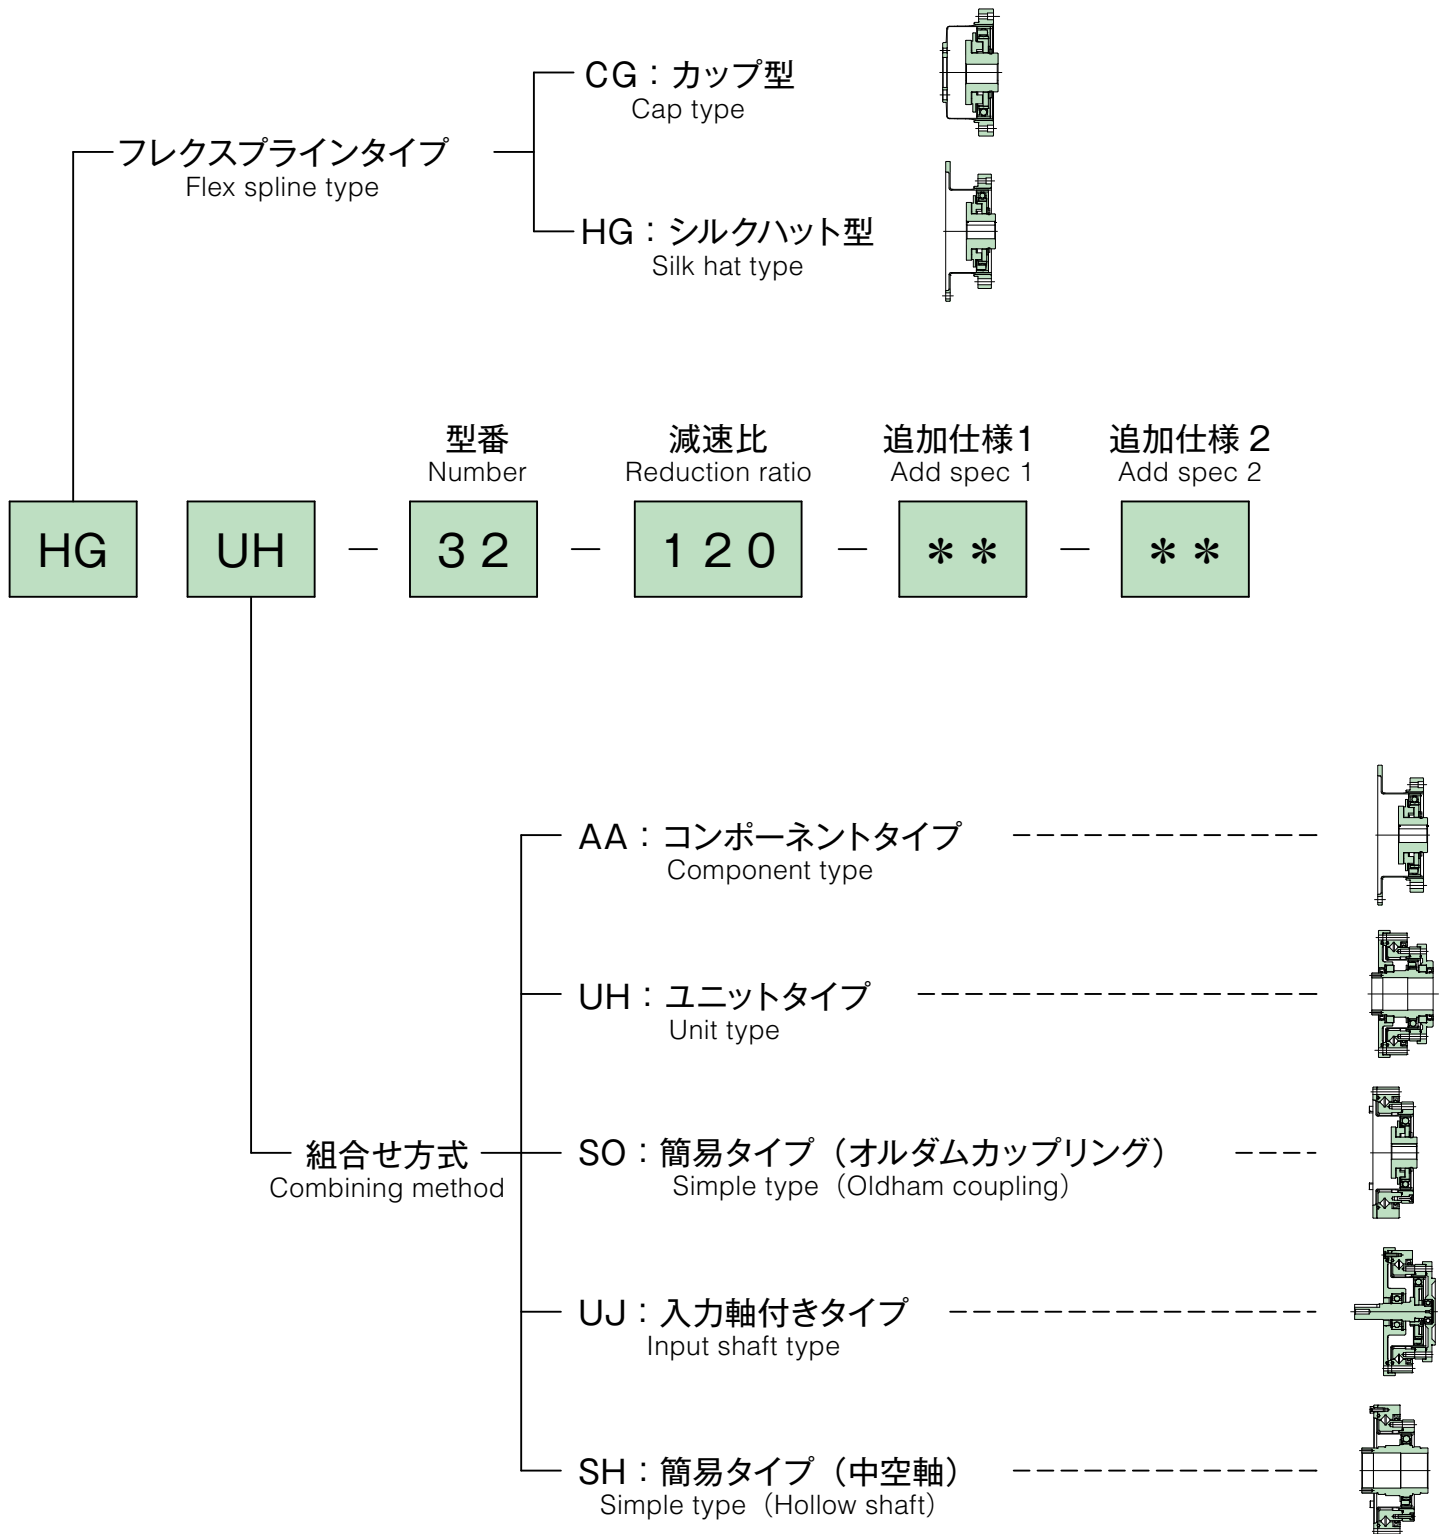 CG：カップ型
Cap type
フレクスプラインタイプ
Flex spline type
HG：シルクハット型
Silk hat type
型番
Number
減速比
Reduction ratio
追加仕様1
Add spec 1
追加仕様 2
Add spec 2
HG UH － 3 2 － 1 2 0 － ＊＊ － ＊＊
AA：コンポーネントタイプ
Component type
UH：ユニットタイプ
Unit type
組合せ方式
Combining method
SO：簡易タイプ（オルダムカップリング）
Simple type（Oldham coupling）
UJ：入力軸付きタイプ
Input shaft type
SH：簡易タイプ（中空軸）
Simple type（Hollow shaft）